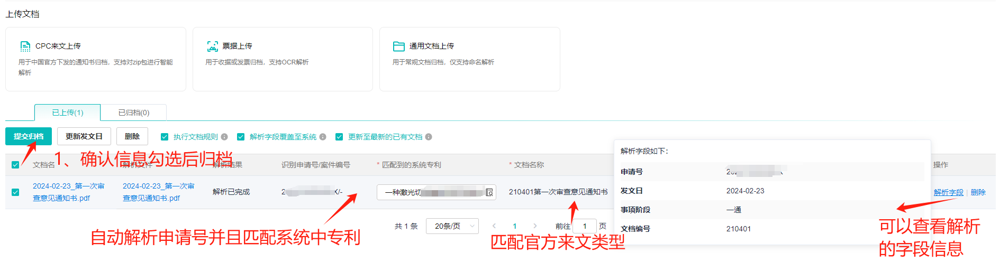 上传文档
CPC来文上传
用于中国官方下发的通知书归档，支持对zip包进行智能
解析
票据上传
用于收据或发票归档，支持OCR解析
通用文档上传
用于常规文档归档，仅支持命名解析
已上传(1)
已归档(0)
提交归档
更新发文日
删除
执行文档规则
解析字段覆盖至系统
更新至最新的已有文档
1、确认信息勾选后归档
文档名
解析文件
解析结果
识别申请号/案件编号
* 匹配到的系统专利
* 文档名称
操作
2024-02-23_第一次审
查意见通知书.pdf
2024-02-23_第一次审
查意见通知书.pdf
解析已完成
2 X/-
一种激光切
210401第一次审查意见通知书
解析字段 | 删除
解析字段如下：
申请号
202 X
发文日
2024-02-23
事项阶段
一通
文档编号
210401
共 1 条
20条/页
1
前往 1 页
自动解析申请号并且匹配系统中专利
匹配官方来文类型
可以查看解析
的字段信息